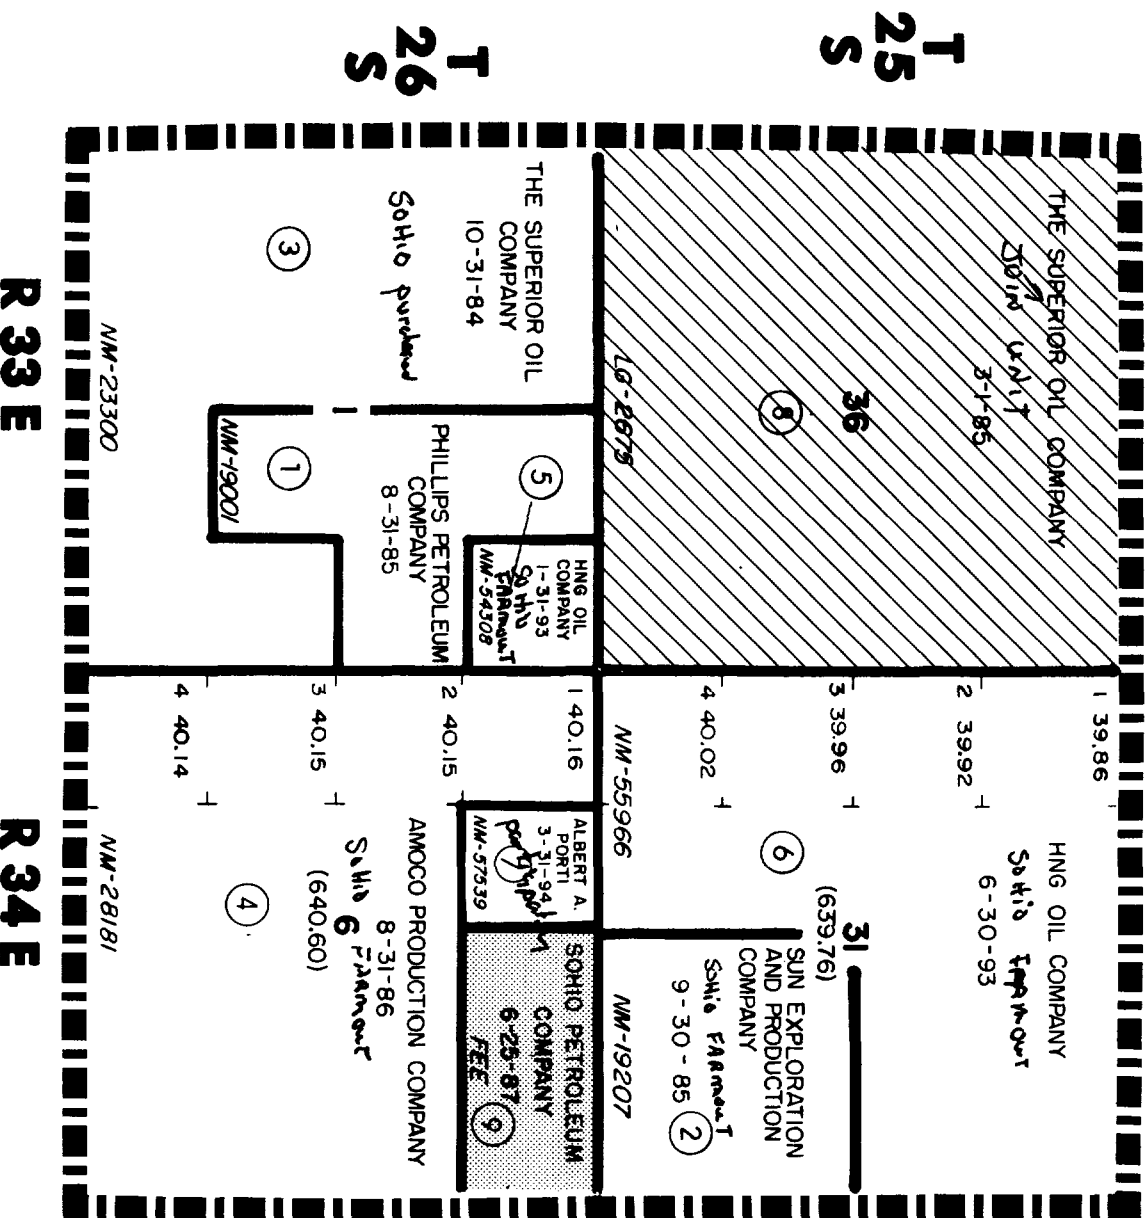 T
25
S
T
26
S
R 33 E
R 34 E
THE SUPERIOR OIL COMPANY
JOIN UNIT
3-1-85
36
8
LG-2675
1 39.86
2 39.92
3 39.96
4 40.02
HNG OIL COMPANY
SOHIO FARMOUT
6-30-93
31
(639.76)
6
NM-55966
SUN EXPLORATION
AND PRODUCTION
COMPANY
SOHIO FARMOUT
9-30-85
2
NM-19207
THE SUPERIOR OIL
COMPANY
10-31-84
SOHIO purchased
3
NM-23300
5
HNG OIL
COMPANY
1-31-93
SOHIO
FARMOUT
NM-54308
PHILLIPS PETROLEUM
COMPANY
8-31-85
1
NM-19001
1 40.16
2 40.15
3 40.15
4 40.14
ALBERT A.
PORTI
3-31-94
7
NM-57539
SOHIO PETROLEUM
COMPANY
6-25-87
FEE
9
AMOCO PRODUCTION COMPANY
8-31-86
SOHIO FARMOUT
6
(640.60)
4
NM-28181